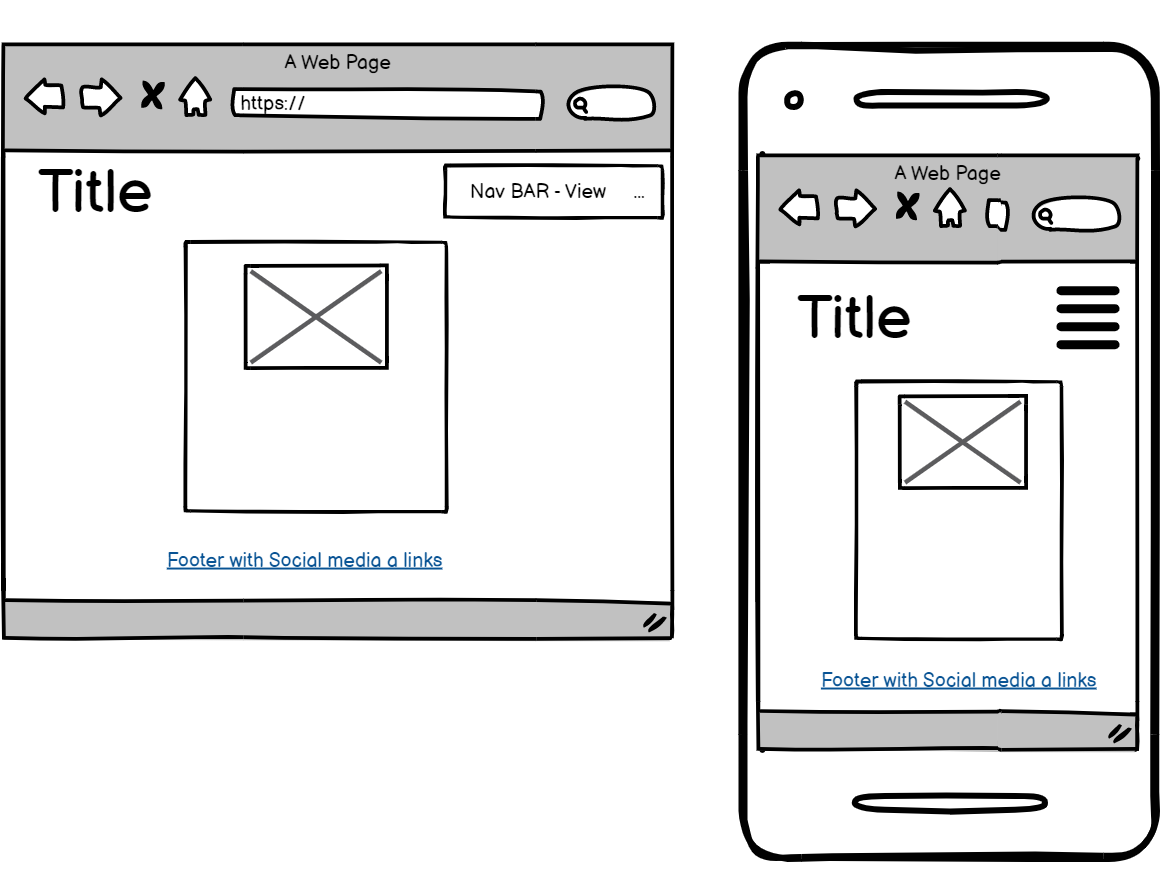 A Web Page
https://
Title
Nav BAR - View ...
Footer with Social media a links
A Web Page
Title
Footer with Social media a links